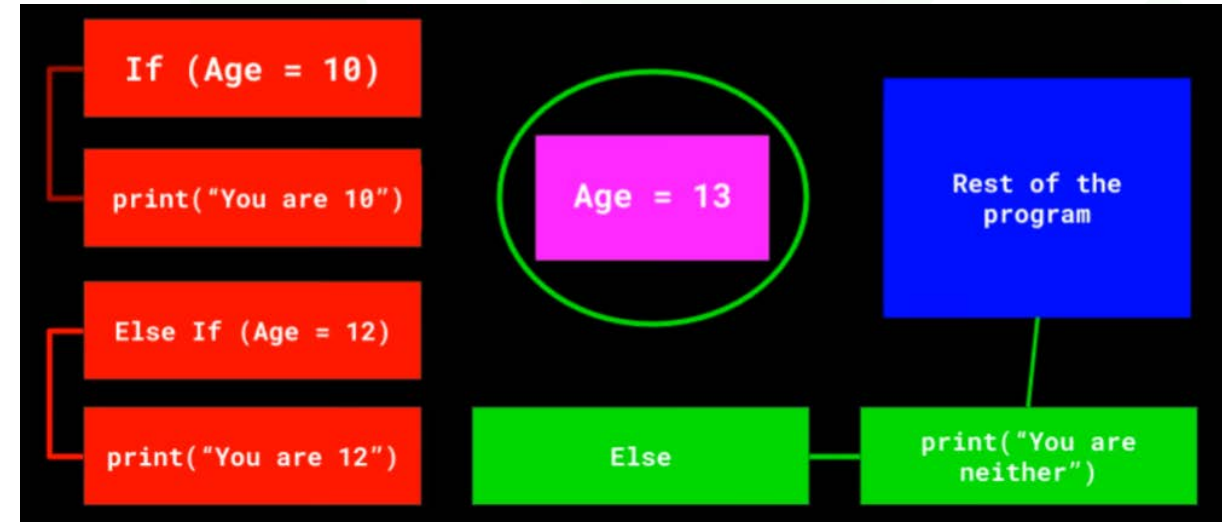 If (Age = 10)
print(“You are 10”)
Else If (Age = 12)
print(“You are 12”)
Age = 13
Else
print(“You are
neither”)
Rest of the
program